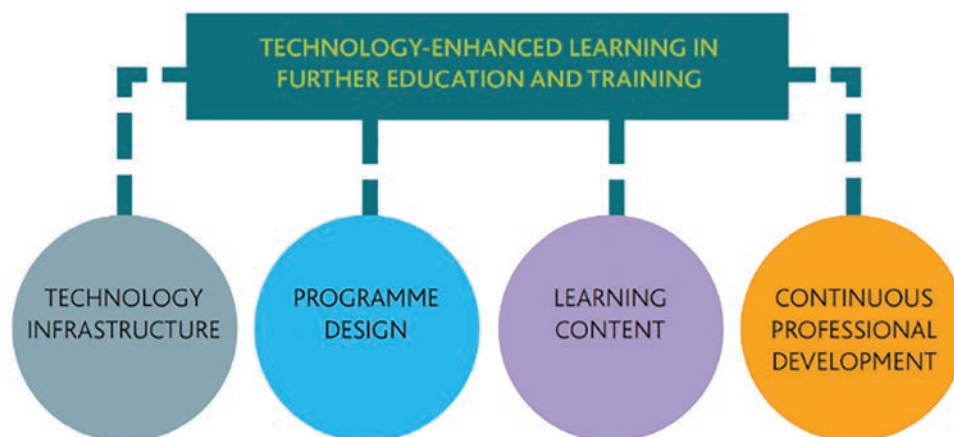 TECHNOLOGY-ENHANCED LEARNING IN
FURTHER EDUCATION AND TRAINING
TECHNOLOGY
INFRASTRUCTURE
PROGRAMME
DESIGN
LEARNING
CONTENT
CONTINUOUS
PROFESSIONAL
DEVELOPMENT